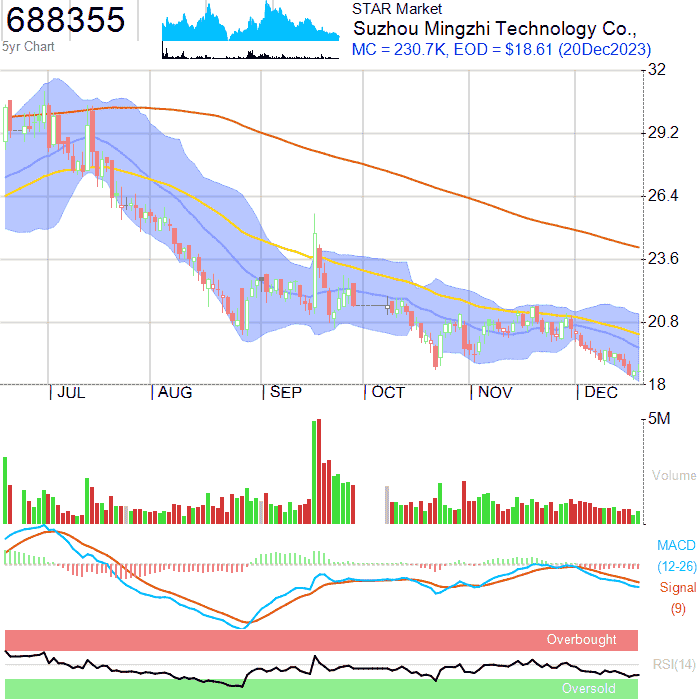 688355
5yr Chart
STAR Market
Suzhou Mingzhi Technology Co.,
MC = 230.7K, EOD = $18.61 (20Dec2023)
32
29.2
26.4
23.6
20.8
18
JUL AUG SEP OCT NOV DEC
5M
Volume
MACD
(12-26)
Signal
(9)
Overbought
RSI(14)
Oversold